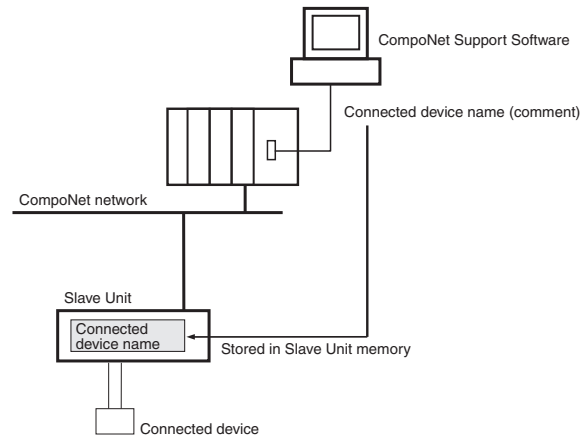 CompoNet Support Software
Connected device name (comment)
CompoNet network
Slave Unit
Connected
device name
Stored in Slave Unit memory
Connected device